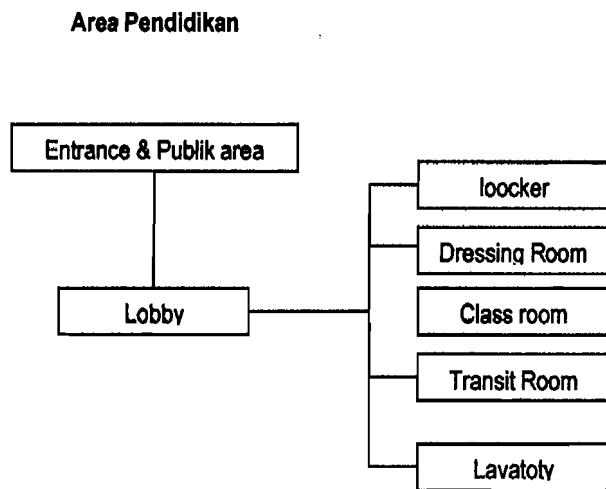 Area Pendidikan
Entrance & Publik area
Lobby
loocker
Dressing Room
Class room
Transit Room
Lavatoty